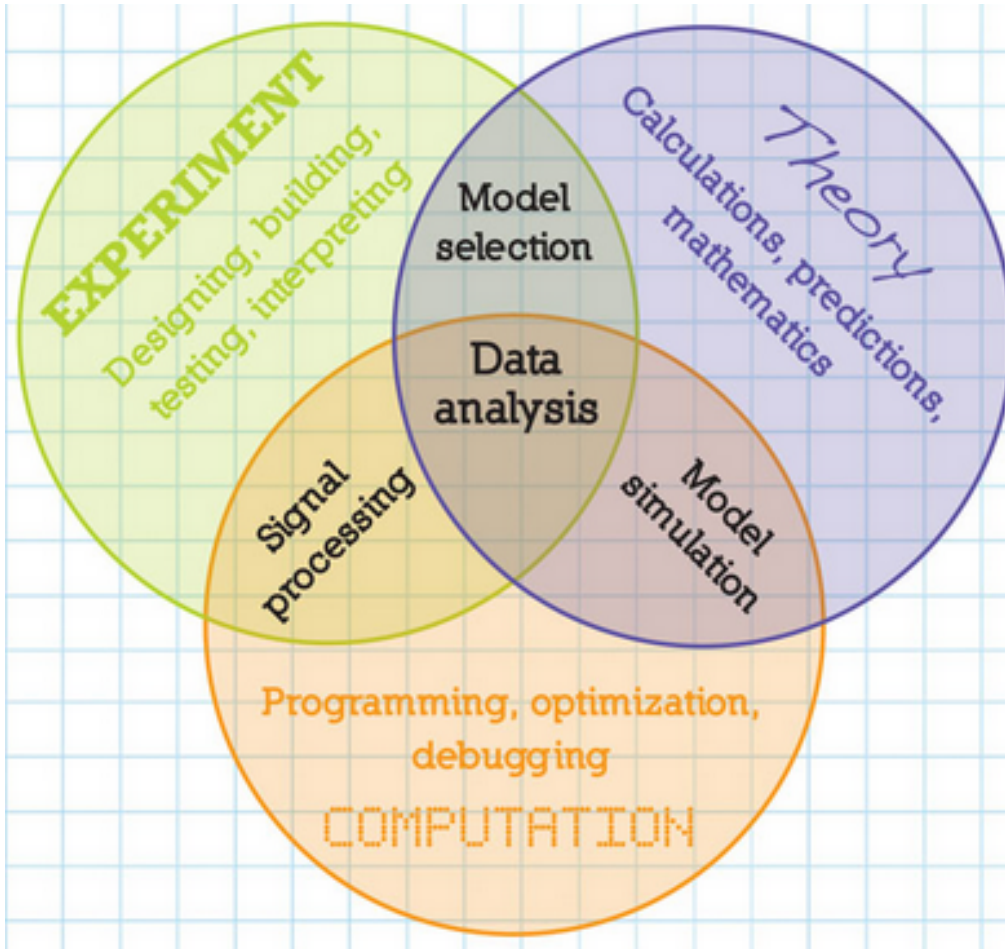 EXPERIMENT
Designing, building,
testing, interpreting
Theory
Calculations, predictions,
mathematics
Model
selection
Data
analysis
Signal
processing
Model
simulation
Programming, optimization,
debugging
COMPUTATION